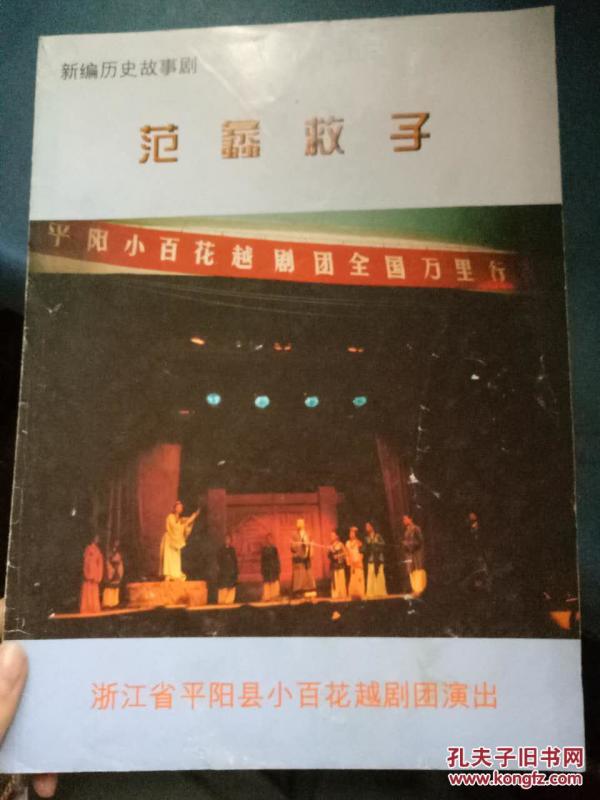 新编历史故事剧
范蠡救子
平阳小百花越剧团全国万里行
浙江省平阳县小百花越剧团演出
孔夫子旧书网
www.kongfz.com